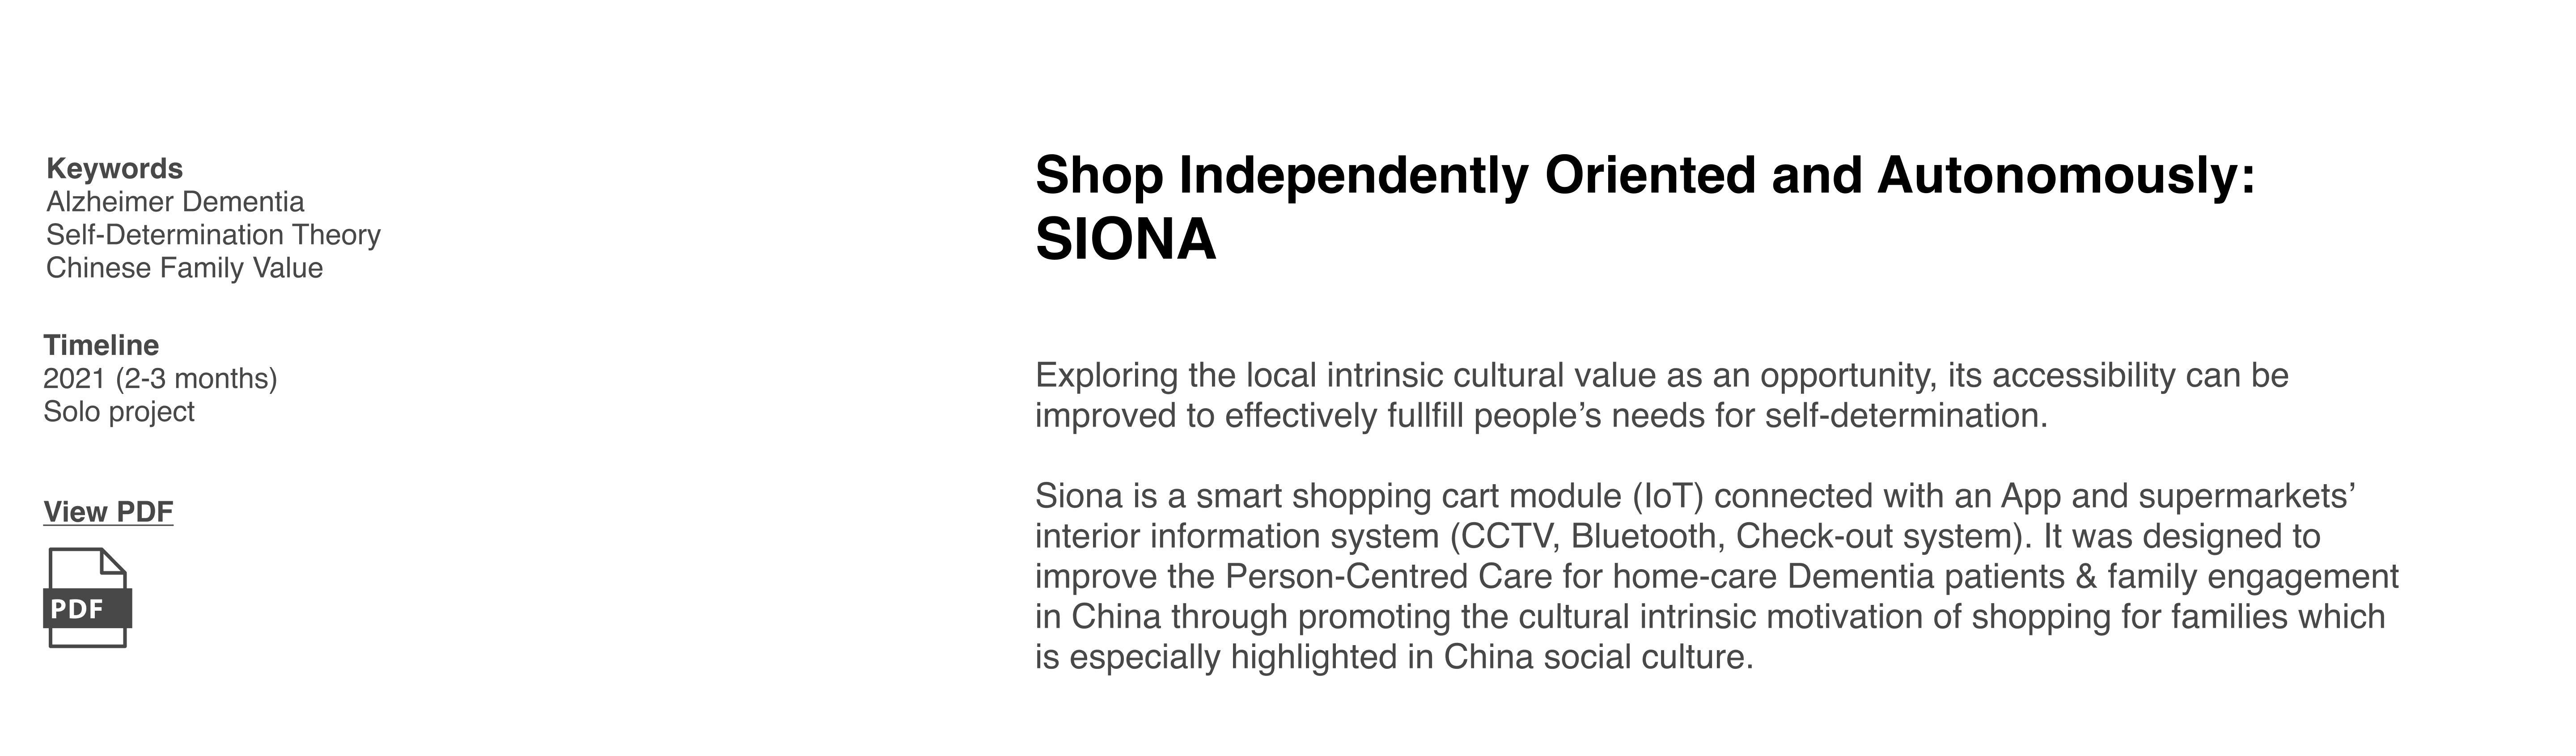 Keywords
Alzheimer Dementia
Self-Determination Theory
Chinese Family Value
Timeline
2021 (2-3 months)
Solo project
View PDF
PDF
Shop Independently Oriented and Autonomously:
SIONA
Exploring the local intrinsic cultural value as an opportunity, its accessibility can be
improved to effectively fullfill people’s needs for self-determination.
Siona is a smart shopping cart module (IoT) connected with an App and supermarkets’
interior information system (CCTV, Bluetooth, Check-out system). It was designed to
improve the Person-Centred Care for home-care Dementia patients & family engagement
in China through promoting the cultural intrinsic motivation of shopping for families which
is especially highlighted in China social culture.